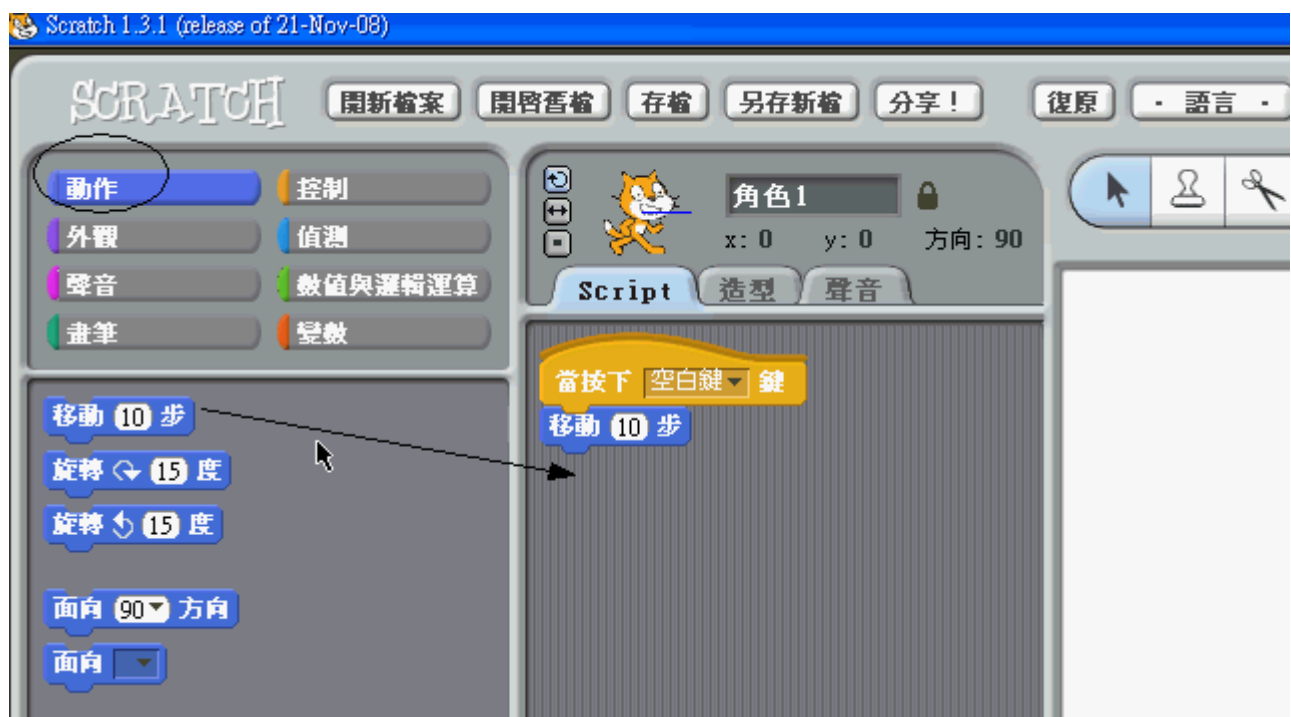 Scratch 1.3.1 (release of 21-Nov-08)
SCRATCH 開新檔案 開啓舊檔 存檔 另存新檔 分享！ 復原 · 語言 ·
動作 控制
外觀 偵測
聲音 數值與邏輯運算
畫筆 變數
角色1
x: 0 y: 0 方向: 90
Script 造型 聲音
移動 10 步
旋轉 15 度
旋轉 15 度
面向 90 方向
面向
當按下 空白鍵 鍵
移動 10 步